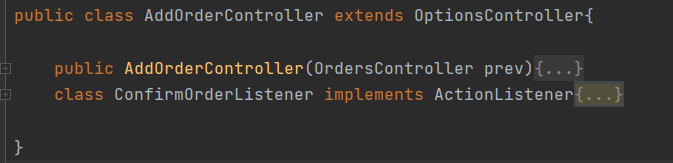 public class AddOrderController extends OptionsController{
public AddOrderController(OrdersController prev){...}
class ConfirmOrderListener implements ActionListener{...}
}